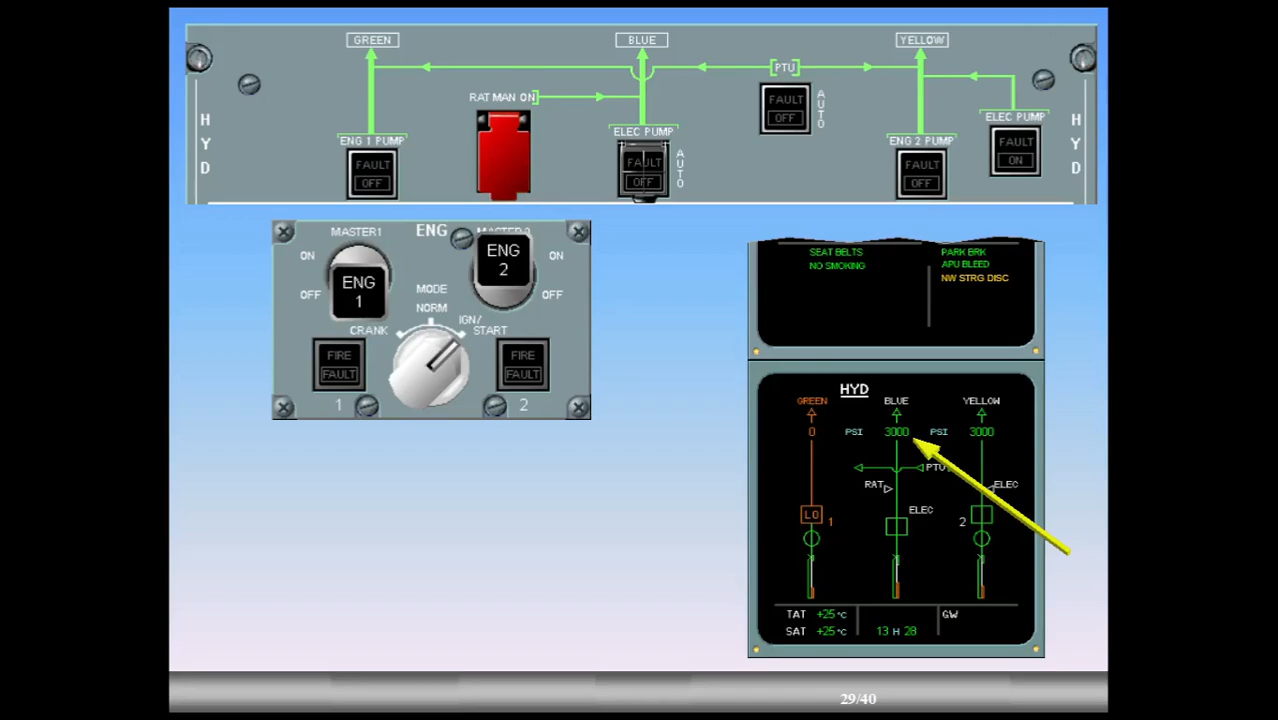 GREEN BLUE YELLOW
PTU
RAT MAN ON
FAULT OFF AUTO
HYD
ENG 1 PUMP
FAULT
OFF
ELEC PUMP
FAULT
OFF
AUTO
ENG 2 PUMP
FAULT
OFF
ELEC PUMP
FAULT
ON
HYD
MASTER1 ENG
ON OFF
ENG
1
ENG
2
ON OFF
MODE
NORM
CRANK
IGN/
START
FIRE
FAULT
1
FIRE
FAULT
2
SEAT BELTS PARK BRK
NO SMOKING APU BLEED
NW STRG DISC
HYD
GREEN BLUE YELLOW
0 PSI 3000 PSI 3000
PTU
RAT ELEC
LO 1 ELEC 2
TAT +25 °C GW
SAT +25 °C 13 H 28
29/40